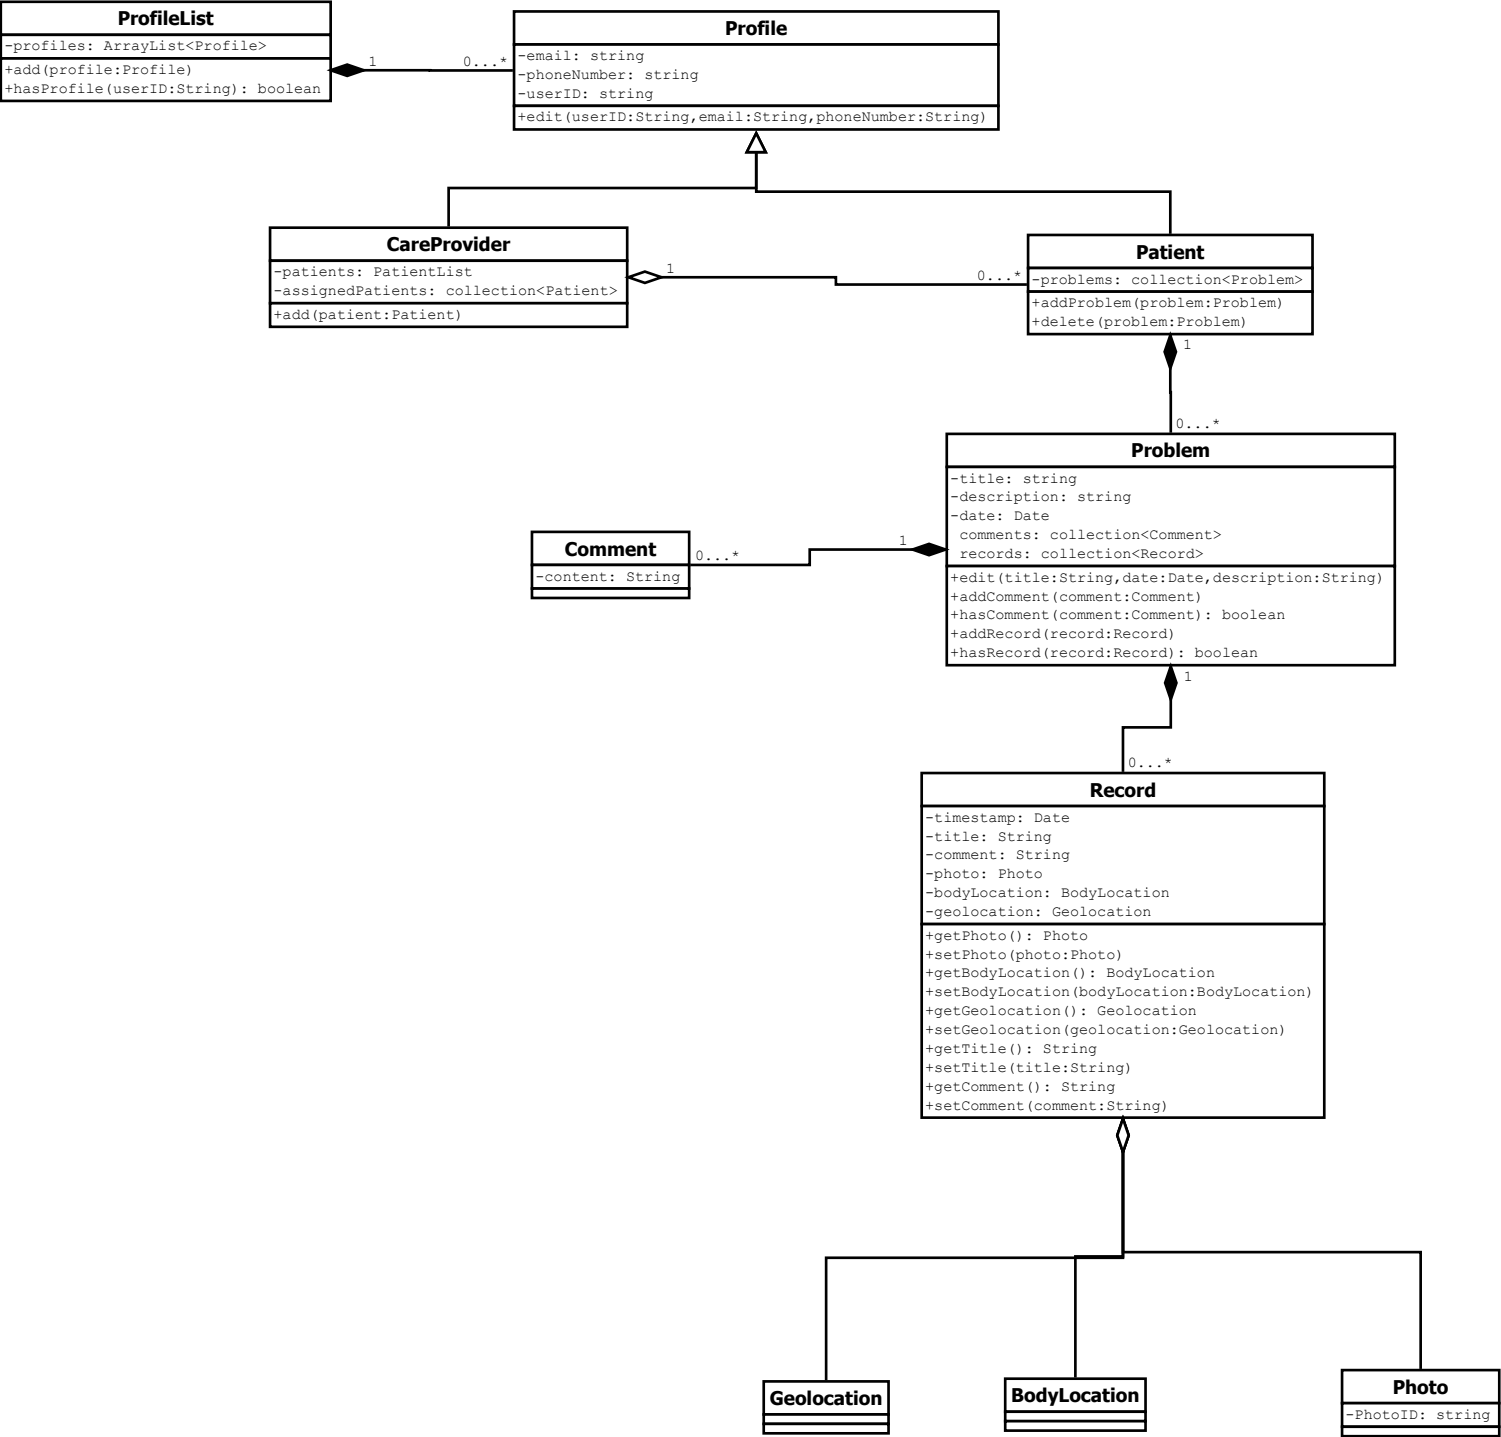 ProfileList
-profiles: ArrayList<Profile>
+add(profile:Profile)
+hasProfile(userID:String): boolean
1
0...*
Profile
-email: string
-phoneNumber: string
-userID: string
+edit(userID:String,email:String,phoneNumber:String)
CareProvider
-patients: PatientList
-assignedPatients: collection<Patient>
+add(patient:Patient)
1
0...*
Patient
-problems: collection<Problem>
+addProblem(problem:Problem)
+delete(problem:Problem)
1
0...*
Problem
-title: string
-description: string
-date: Date
comments: collection<Comment>
records: collection<Record>
+edit(title:String,date:Date,description:String)
+addComment(comment:Comment)
+hasComment(comment:Comment): boolean
+addRecord(record:Record)
+hasRecord(record:Record): boolean
1
0...*
Comment
-content: String
1
0...*
Record
-timestamp: Date
-title: String
-comment: String
-photo: Photo
-bodyLocation: BodyLocation
-geolocation: Geolocation
+getPhoto(): Photo
+setPhoto(photo:Photo)
+getBodyLocation(): BodyLocation
+setBodyLocation(bodyLocation:BodyLocation)
+getGeolocation(): Geolocation
+setGeolocation(geolocation:Geolocation)
+getTitle(): String
+setTitle(title:String)
+getComment(): String
+setComment(comment:String)
Geolocation
BodyLocation
Photo
-PhotoID: string